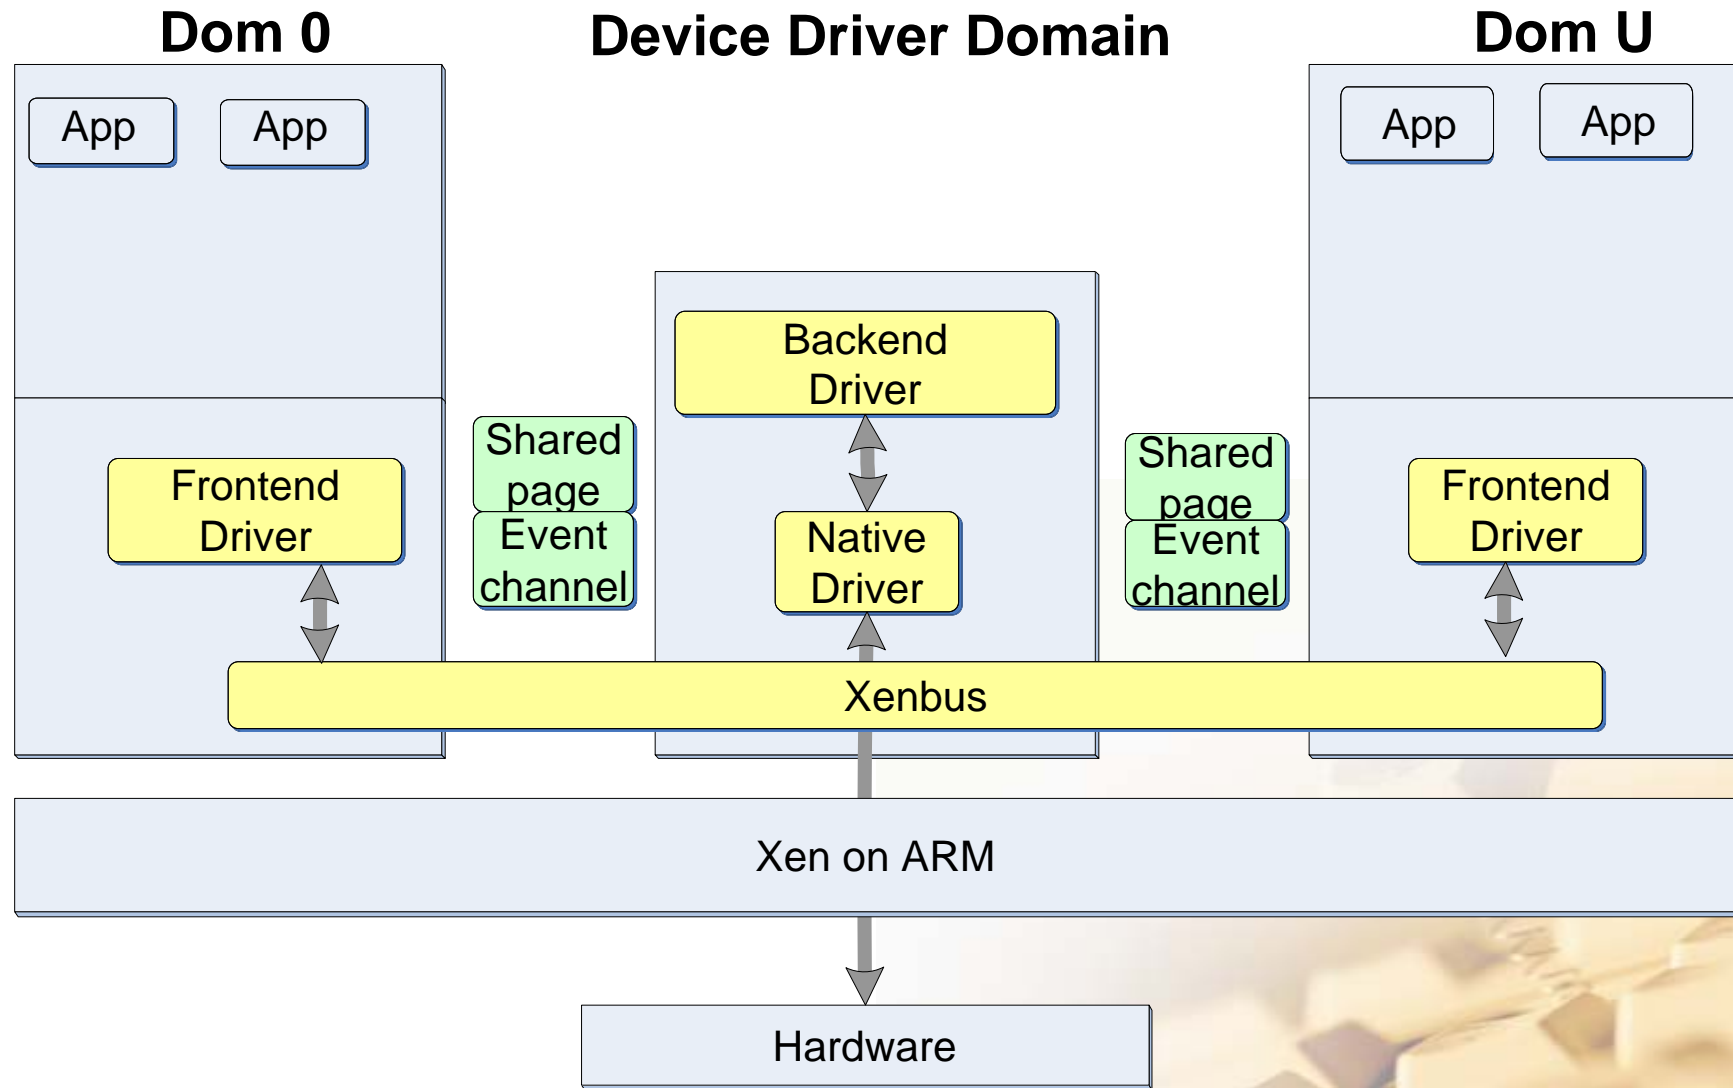 Dom 0
Device Driver Domain
Dom U
App
App
App
App
Backend
Driver
Shared
page
Event
channel
Shared
page
Event
channel
Frontend
Driver
Native
Driver
Frontend
Driver
Xenbus
Xen on ARM
Hardware